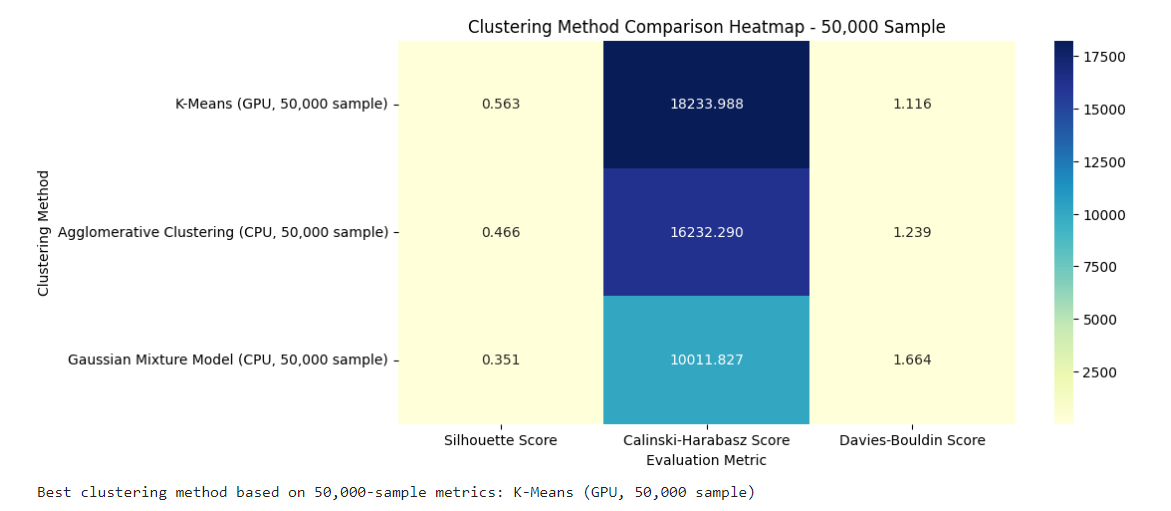 Clustering Method Comparison Heatmap - 50,000 Sample
K-Means (GPU, 50,000 sample)
0.563
18233.988
1.116
Agglomerative Clustering (CPU, 50,000 sample)
0.466
16232.290
1.239
Gaussian Mixture Model (CPU, 50,000 sample)
0.351
10011.827
1.664
Clustering Method
Silhouette Score
Calinski-Harabasz Score
Davies-Bouldin Score
Evaluation Metric
17500
15000
12500
10000
7500
5000
2500
Best clustering method based on 50,000-sample metrics: K-Means (GPU, 50,000 sample)